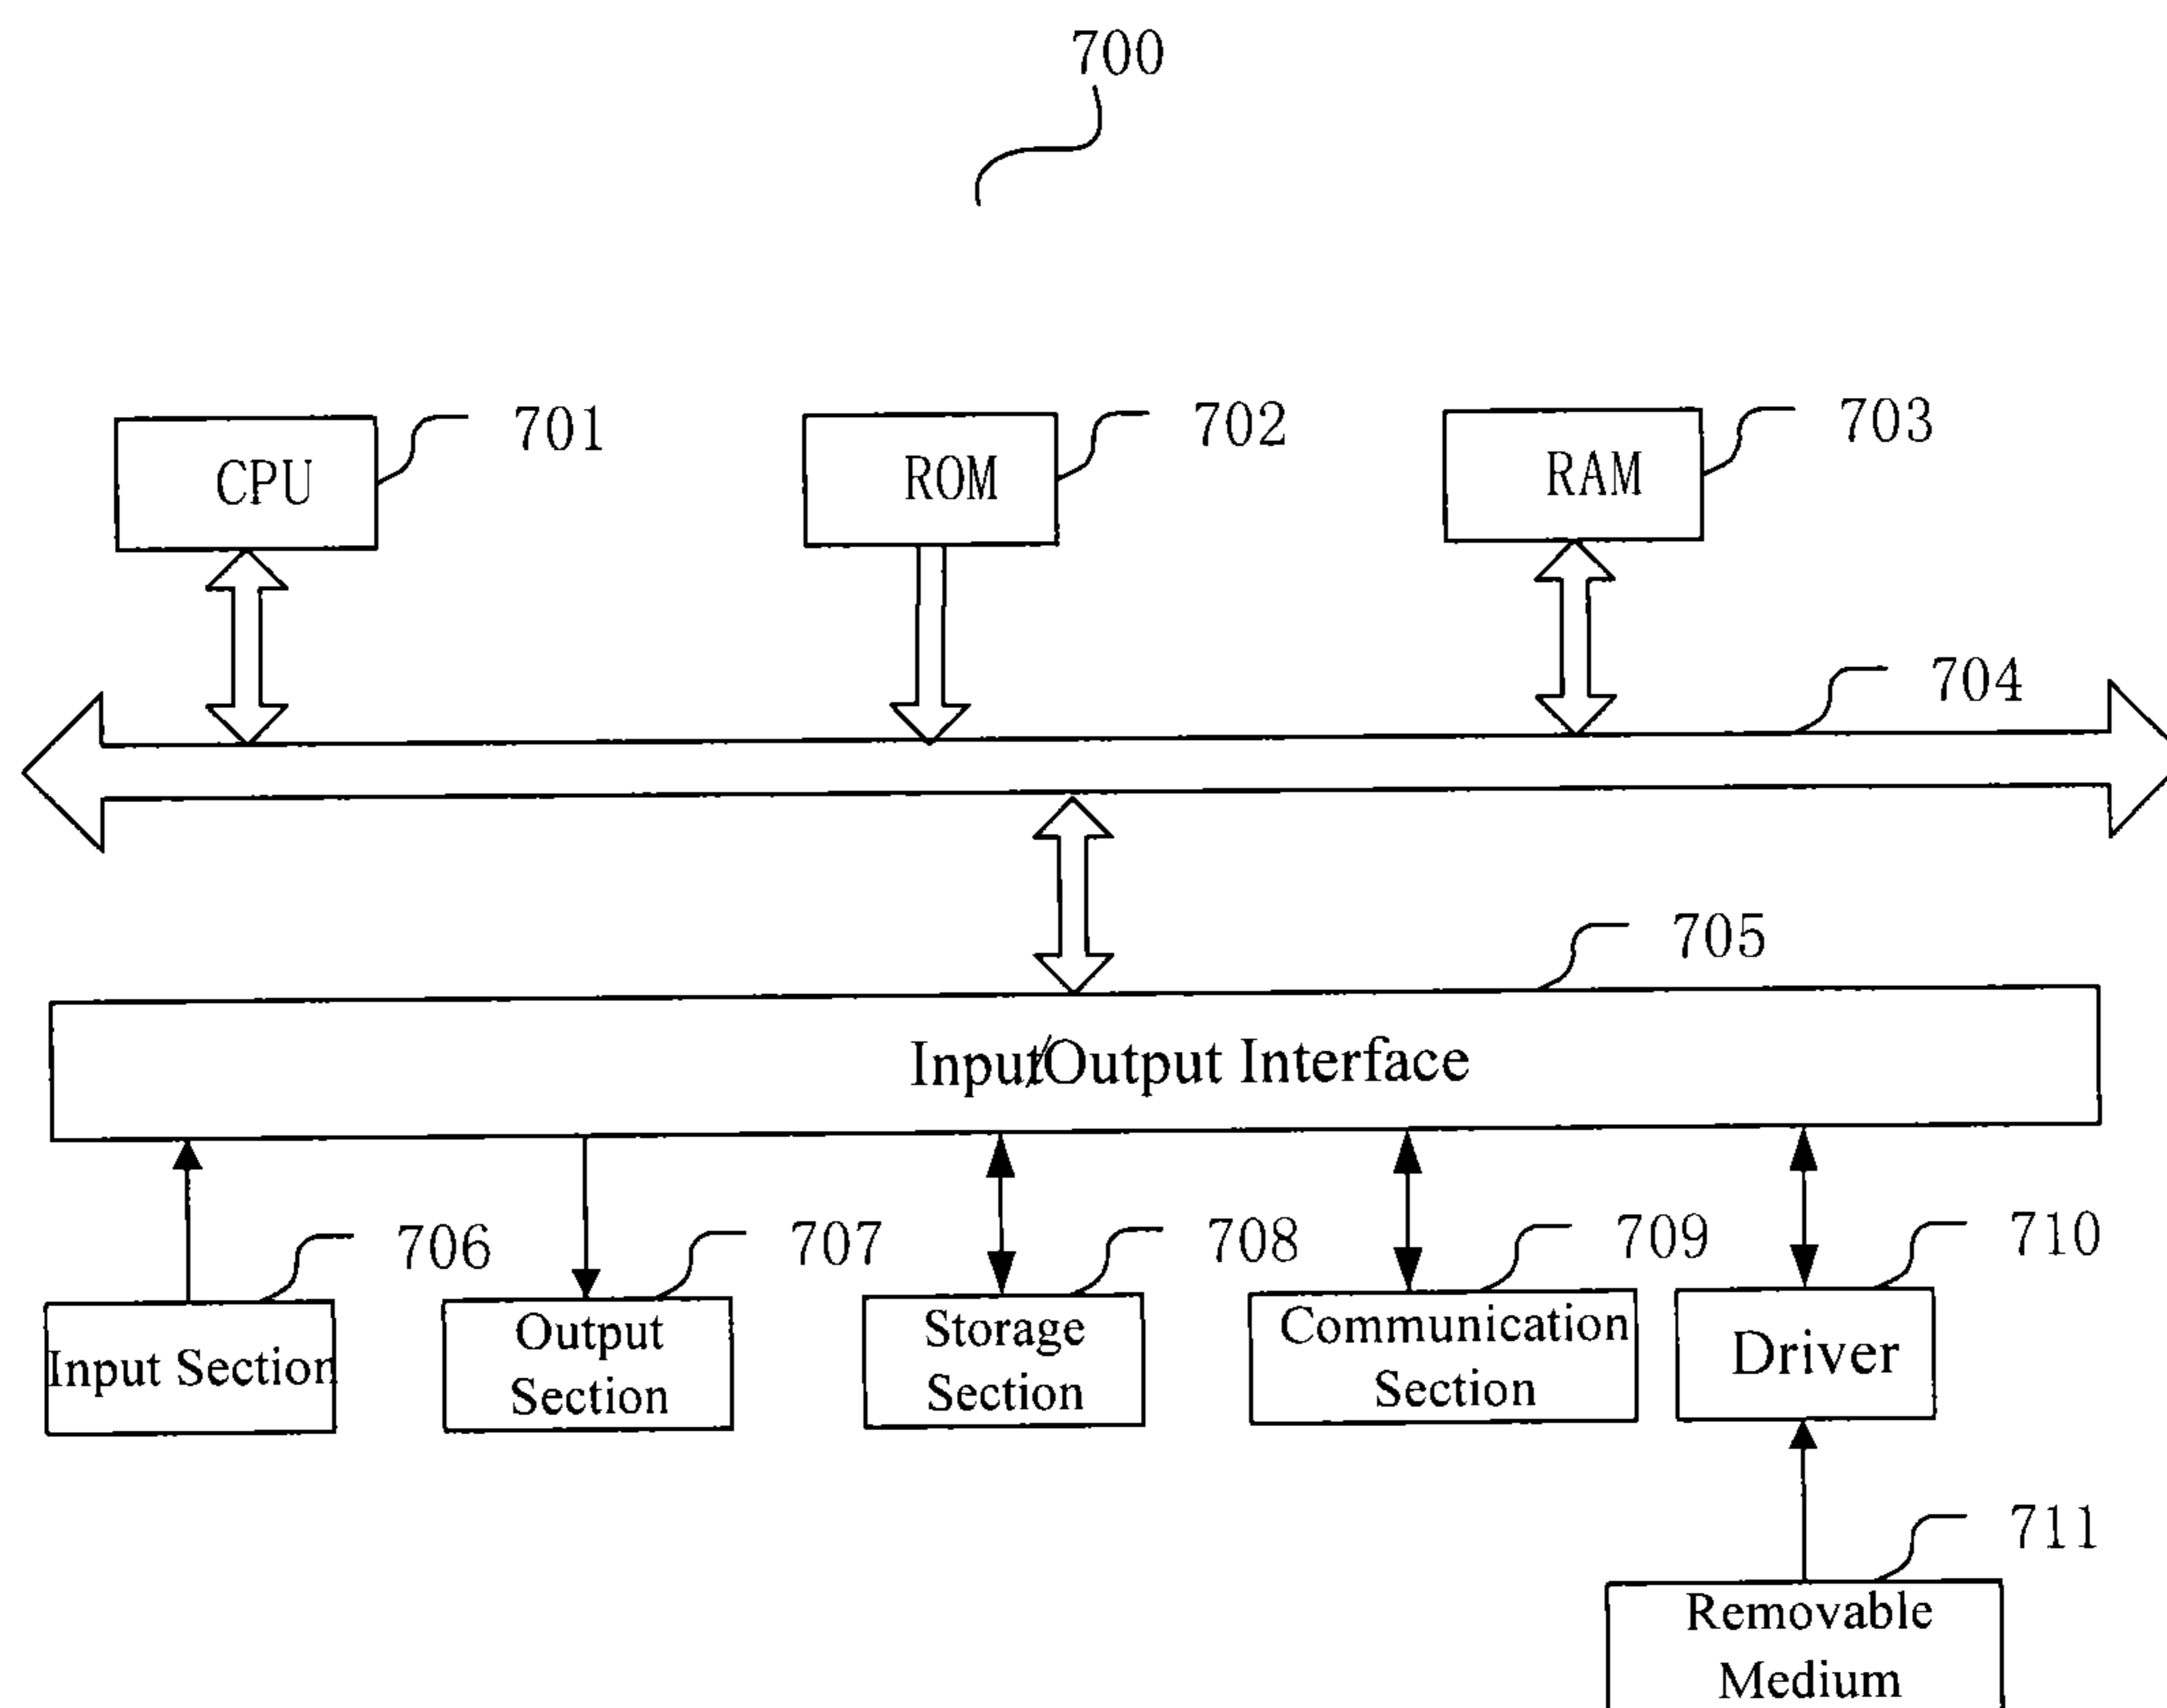 700
701
702
703
CPU
ROM
RAM
704
705
Input/Output Interface
706
707
708
709
710
Input Section
Output
Section
Storage
Section
Communication
Section
Driver
711
Removable
Medium